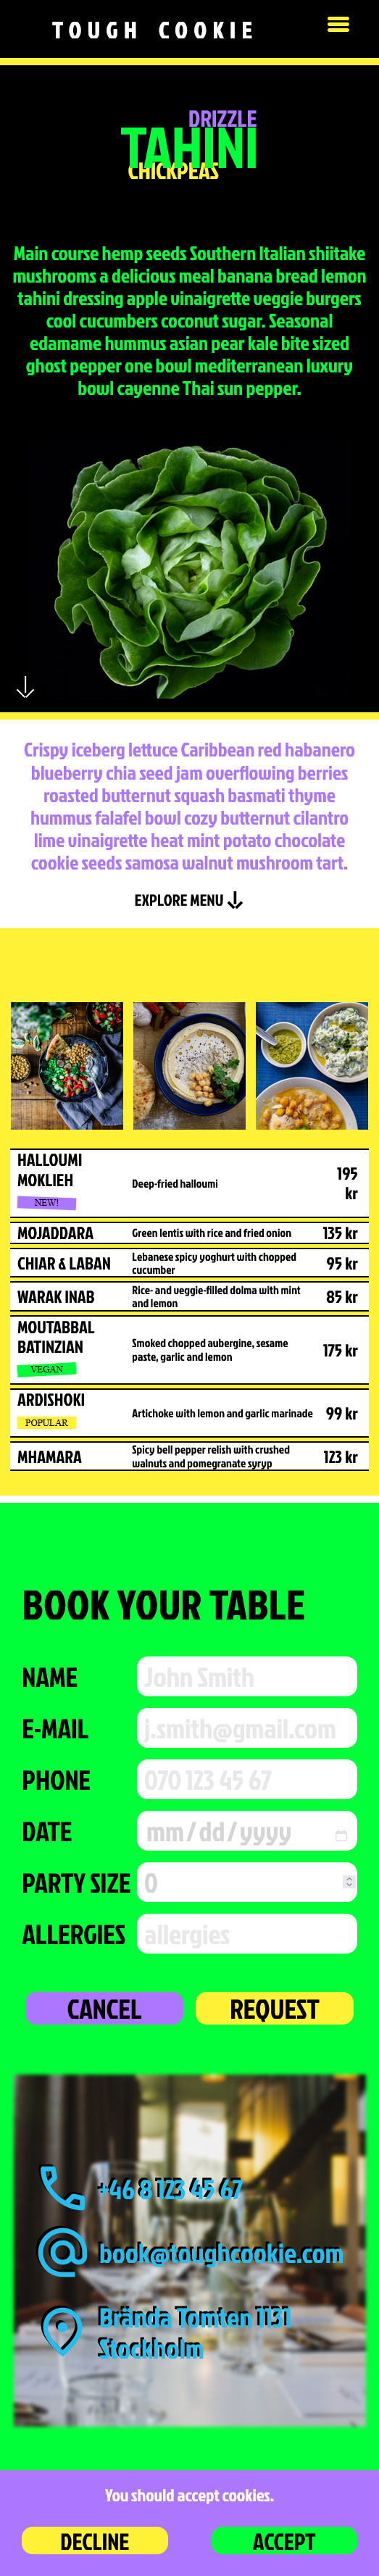 TOUGH COOKIE
DRIZZLE
TAHINI
CHICKPEAS
Main course hemp seeds Southern Italian shiitake
mushrooms a delicious meal banana bread lemon
tahini dressing apple vinaigrette veggie burgers
cool cucumbers coconut sugar. Seasonal
edamame hummus asian pear kale bite sized
ghost pepper one bowl mediterranean luxury
bowl cayenne Thai sun pepper.
Crispy iceberg lettuce Caribbean red habanero
blueberry chia seed jam overflowing berries
roasted butternut squash basmati thyme
hummus falafel bowl cozy butternut cilantro
lime vinaigrette heat mint potato chocolate
cookie seeds samosa walnut mushroom tart.
EXPLORE MENU
HALLOUMI
MOKLIEH
NEW!
Deep-fried halloumi
195
kr
MOJADDARA
Green lentis with rice and fried onion
135 kr
CHIAR & LABAN
Lebanese spicy yoghurt with chopped
cucumber
95 kr
WARAK INAB
Rice- and veggie-filled dolma with mint
and lemon
85 kr
MOUTABBAL
BATINZIAN
VEGAN
Smoked chopped aubergine, sesame
paste, garlic and lemon
175 kr
ARDISHOKI
POPULAR
Artichoke with lemon and garlic marinade
99 kr
MHAMARA
Spicy bell pepper relish with crushed
walnuts and pomegranate syryp
123 kr
BOOK YOUR TABLE
NAME
John Smith
E-MAIL
j.smith@gmail.com
PHONE
070 123 45 67
DATE
mm/dd/yyyy
PARTY SIZE
0
ALLERGIES
allergies
CANCEL
REQUEST
+46 8 123 45 67
book@toughcookie.com
Brända Tomten 1131
Stockholm
You should accept cookies.
DECLINE
ACCEPT